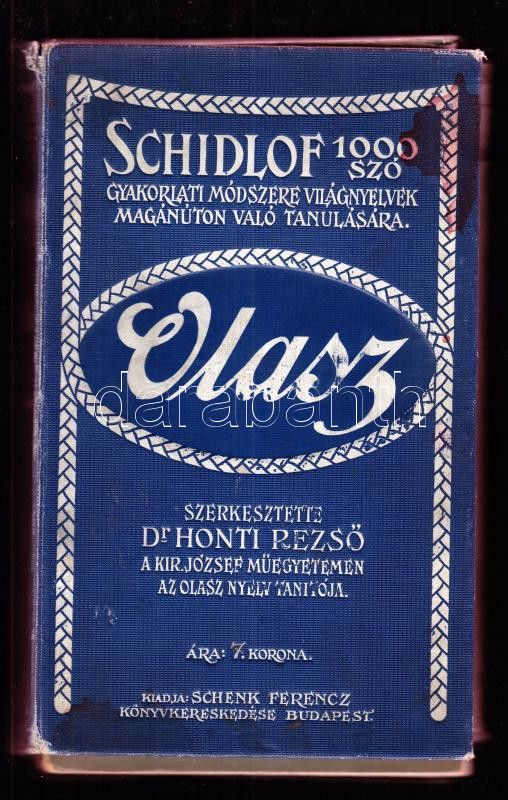 SCHIDLOF 1000 SZÓ
GYAKORLATI MÓDSZERE VILÁGNYELVEK
MAGÁNÚTON VALÓ TANULÁSÁRA.
Olasz
darabanth
SZERKESZTETTE
Dr HONTI REZSŐ
A KIR. JÓZSEF MŰEGYETEMEN
AZ OLASZ NYELV TANITÓJA.
ÁRA: 7. KORONA.
KIADJA: SCHENK FERENCZ
KÖNYVKERESKEDÉSE BUDAPEST.